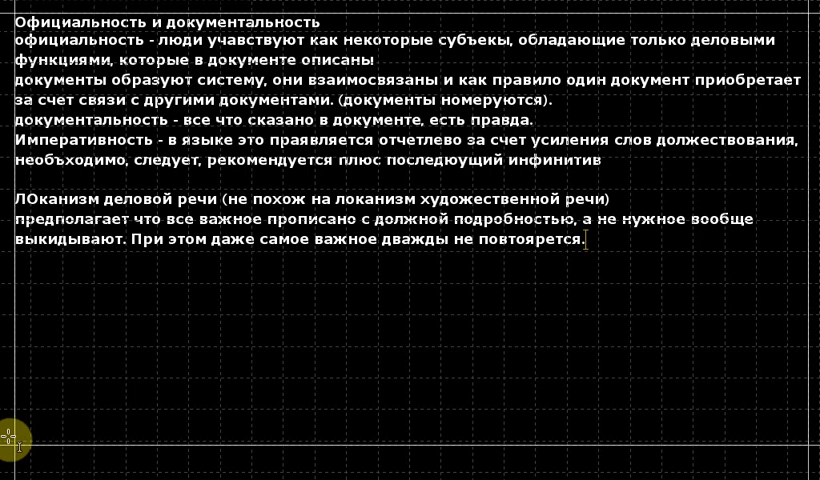 Официальность и документальность
официальность - люди учавствуют как некоторые субъекы, обладающие только деловыми
функциями, которые в документе описаны
документы образуют систему, они взаимосвязаны и как правило один документ приобретает
за счет связи с другими документами. (документы номеруются).
документальность - все что сказано в документе, есть правда.
Императивность - в языке это праявляется отчетлево за счет усиления слов должествования,
необъходимо, следует, рекомендуется плюс последюущий инфинитив
ЛОканизм деловой речи (не похож на локанизм художественной речи)
предполагает что все важное прописано с должной подробностью, а не нужное вообще
выкидывают. При этом даже самое важное дважды не повтоярется.